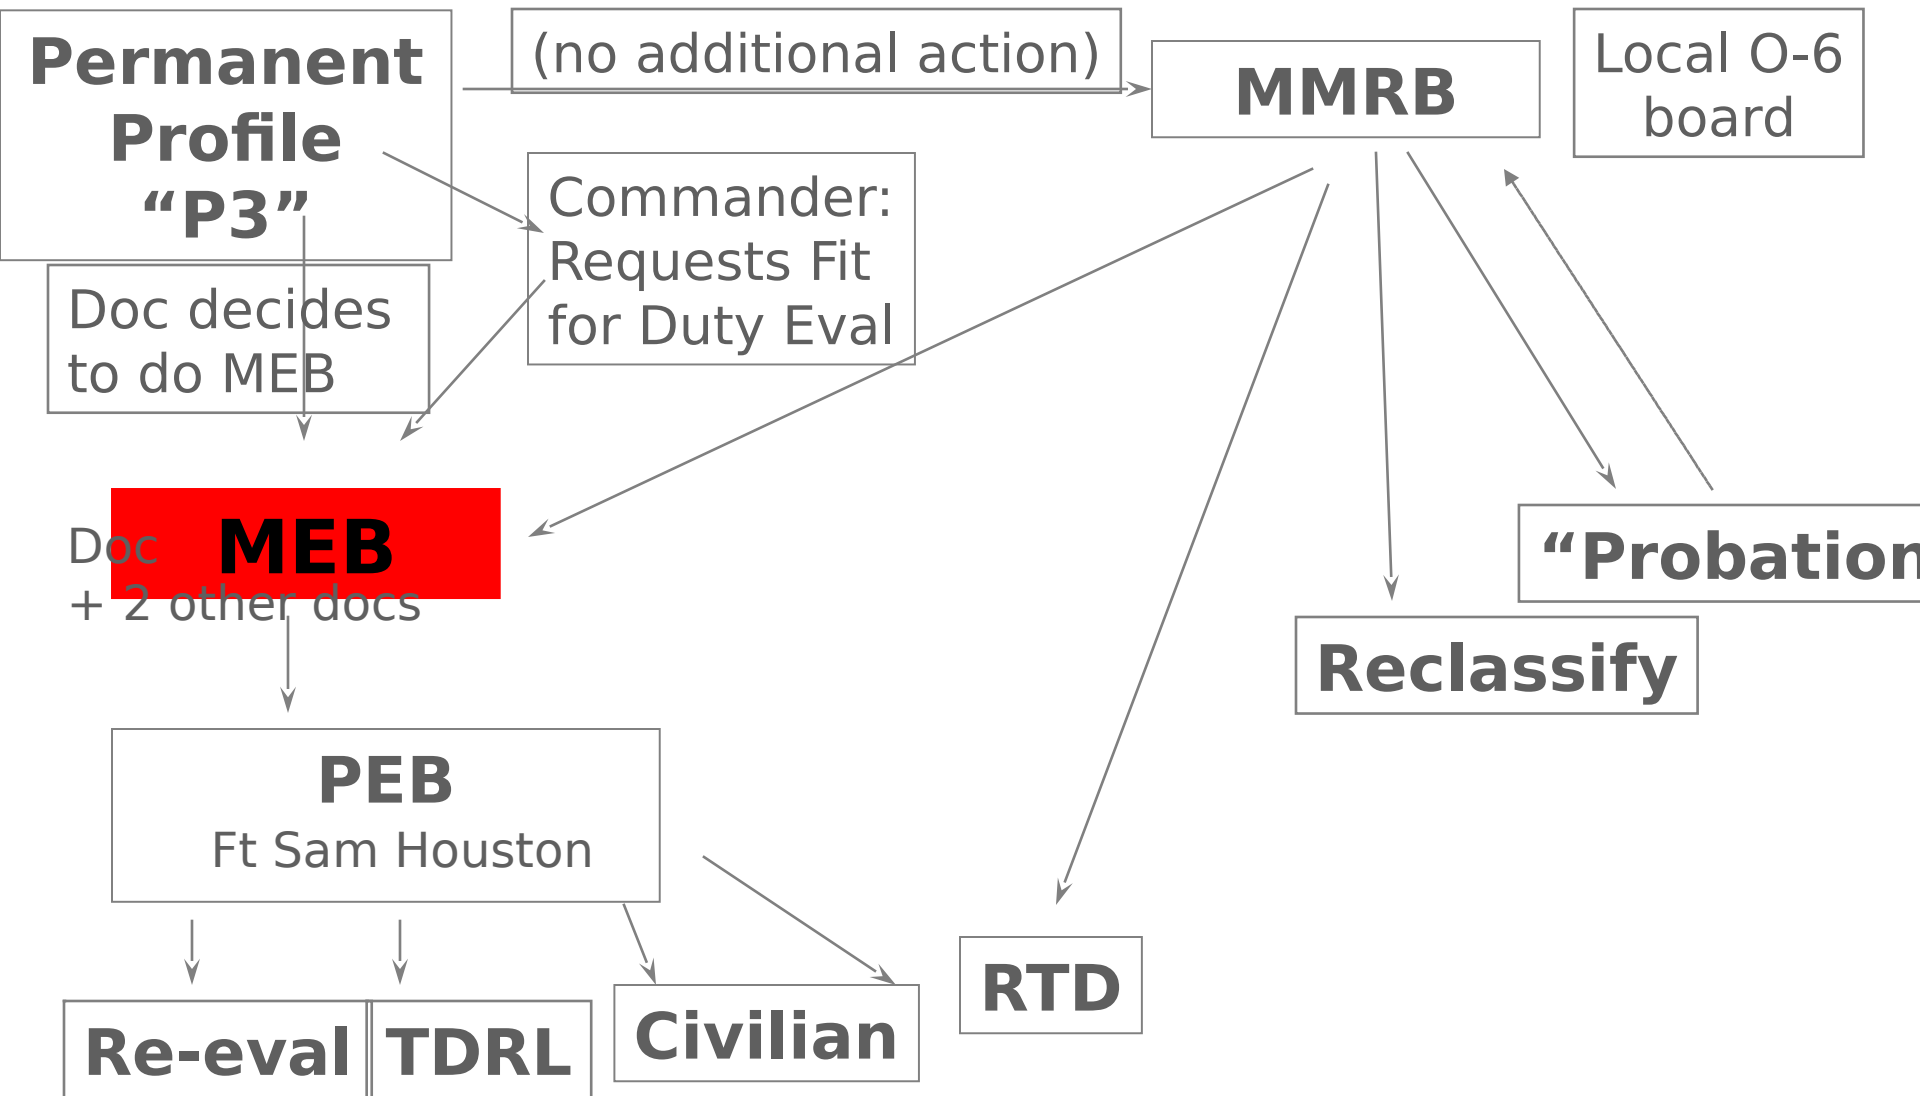 Permanent
Profile
“P3”
(no additional action)
MMRB
Local O-6
board
Commander:
Requests Fit
for Duty Eval
Doc decides
to do MEB
MEB
Doc
+ 2 other docs
“Probation
Reclassify
PEB
Ft Sam Houston
RTD
Civilian
Re-eval
TDRL